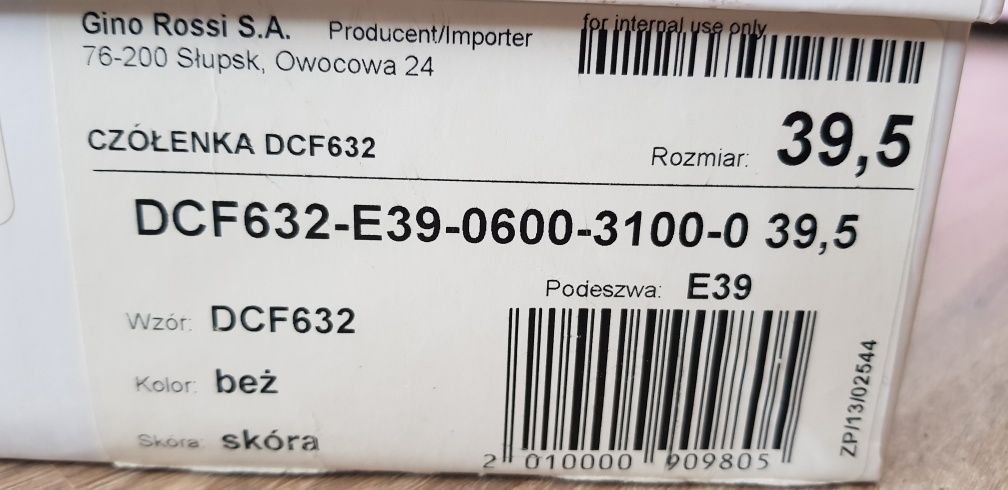 Gino Rossi S.A. Producent/Importer
for internal use only
76-200 Słupsk, Owocowa 24
CZÓŁENKA DCF632
Rozmiar: 39,5
DCF632-E39-0600-3100-0 39,5
Podeszwa: E39
Wzór: DCF632
Kolor: beż
Skóra: skóra
2 010000 909805
ZP/13/02544